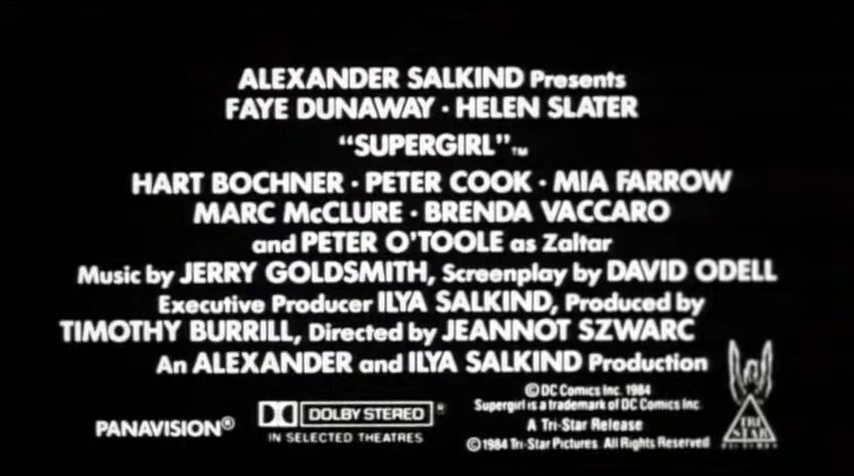 ALEXANDER SALKIND Presents
FAYE DUNAWAY · HELEN SLATER
“SUPERGIRL”™
HART BOCHNER · PETER COOK · MIA FARROW
MARC McCLURE · BRENDA VACCARO
and PETER O’TOOLE as Zaltar
Music by JERRY GOLDSMITH, Screenplay by DAVID ODELL
Executive Producer ILYA SALKIND, Produced by
TIMOTHY BURRILL, Directed by JEANNOT SZWARC
An ALEXANDER and ILYA SALKIND Production
PANAVISION®
DOLBY STEREO®
IN SELECTED THEATRES
©DC Comics Inc. 1984
Supergirl is a trademark of DC Comics Inc.
A Tri-Star Release
©1984 Tri-Star Pictures. All Rights Reserved
TRI
STAR
PICTURES